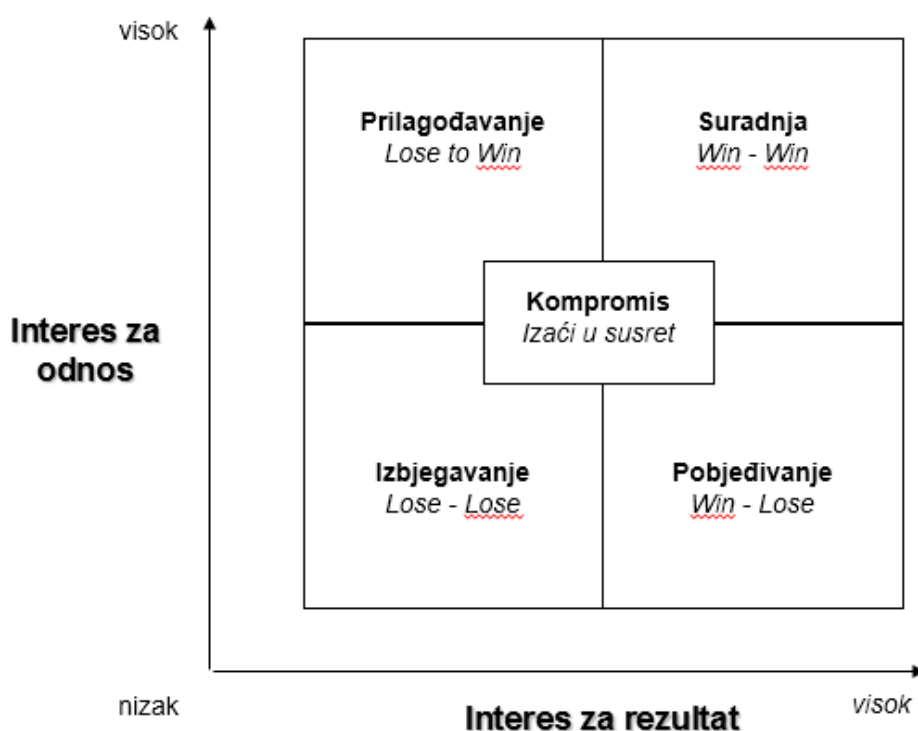 visok
Prilagođavanje
Lose to Win
Suradnja
Win - Win
Interes za
odnos
Kompromis
Izaći u susret
Izbjegavanje
Lose - Lose
Pobjeđivanje
Win - Lose
nizak
Interes za rezultat
visok